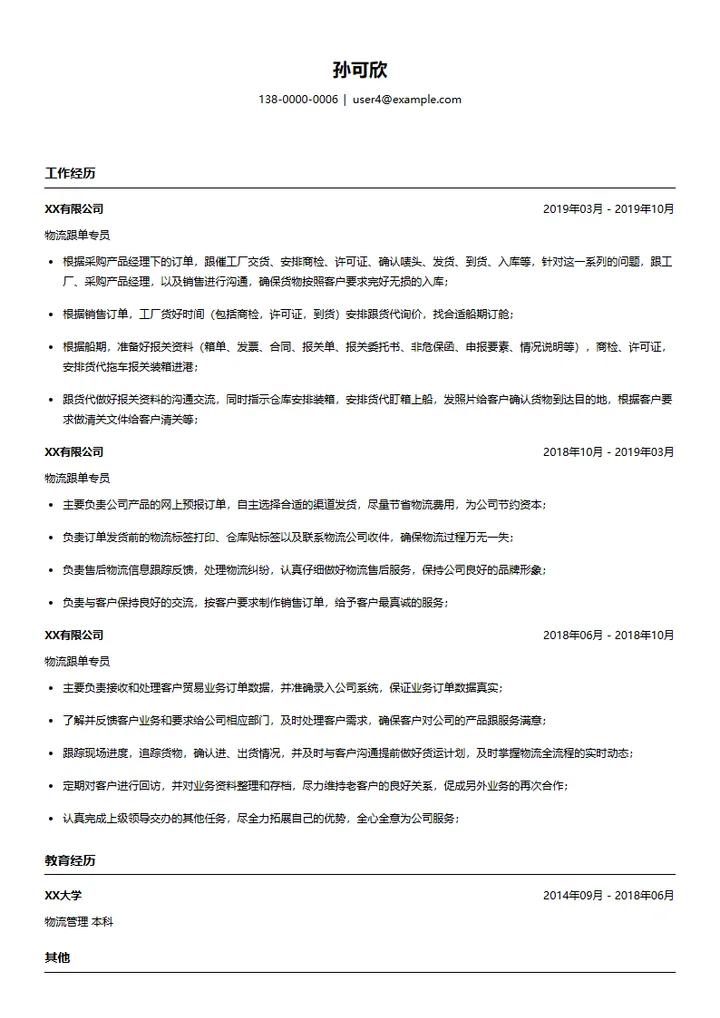 孙可欣
138-0000-0006 | user4@example.com
工作经历
XX有限公司 2019年03月 - 2019年10月
物流跟单专员
• 根据采购产品经理下的订单，跟催工厂交货、安排商检、许可证、确认唛头、发货、到货、入库等，针对这一系列的问题，跟工
厂、采购产品经理，以及销售进行沟通，确保货物按照客户要求完好无损的入库；
• 根据销售订单，工厂货好时间（包括商检，许可证，到货）安排跟货代询价，找合适船期订舱；
• 根据船期，准备好报关资料（箱单、发票、合同、报关单、报关委托书、非危保函、申报要素、情况说明等），商检、许可证，
安排货代拖车报关装箱进港；
• 跟货代做好报关资料的沟通交流，同时指示仓库安排装箱，安排货代盯箱上船，发照片给客户确认货物到达目的地，根据客户要
求做清关文件给客户清关等；
XX有限公司 2018年10月 - 2019年03月
物流跟单专员
• 主要负责公司产品的网上预报订单，自主选择合适的渠道发货，尽量节省物流费用，为公司节约资本；
• 负责订单发货前的物流标签打印、仓库贴标签以及联系物流公司收件，确保物流过程万无一失；
• 负责售后物流信息跟踪反馈，处理物流纠纷，认真仔细做好物流售后服务，保持公司良好的品牌形象；
• 负责与客户保持良好的交流，按客户要求制作销售订单，给予客户最真诚的服务；
XX有限公司 2018年06月 - 2018年10月
物流跟单专员
• 主要负责接收和处理客户贸易业务订单数据，并准确录入公司系统，保证业务订单数据真实；
• 了解并反馈客户业务和要求给公司相应部门，及时处理客户需求，确保客户对公司的产品跟服务满意；
• 跟踪现场进度，追踪货物，确认进、出货情况，并及时与客户沟通提前做好货运计划，及时掌握物流全流程的实时动态；
• 定期对客户进行回访，并对业务资料整理和存档，尽力维持老客户的良好关系，促成另外业务的再次合作；
• 认真完成上级领导交办的其他任务，尽全力拓展自己的优势，全心全意为公司服务；
教育经历
XX大学 2014年09月 - 2018年06月
物流管理 本科
其他